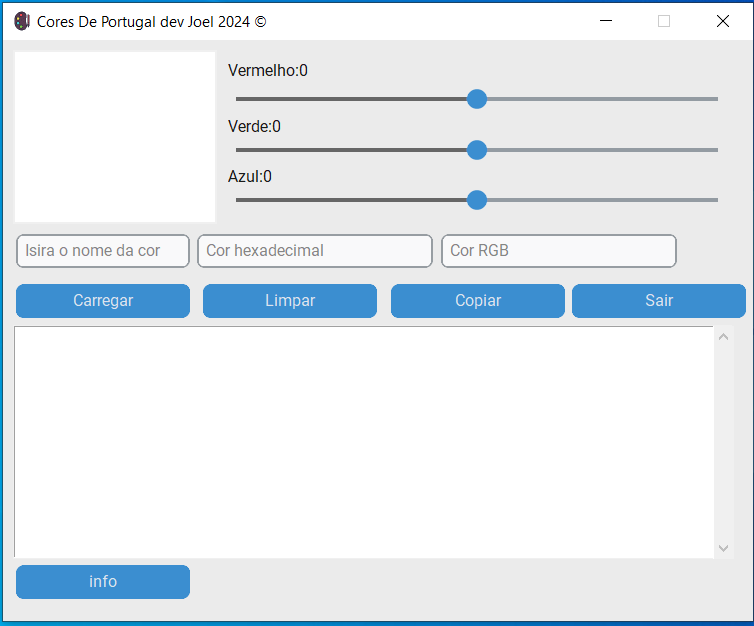 Cores De Portugal dev Joel 2024 ©
Vermelho:0
Verde:0
Azul:0
Isira o nome da cor Cor hexadecimal Cor RGB
Carregar Limpar Copiar Sair
info